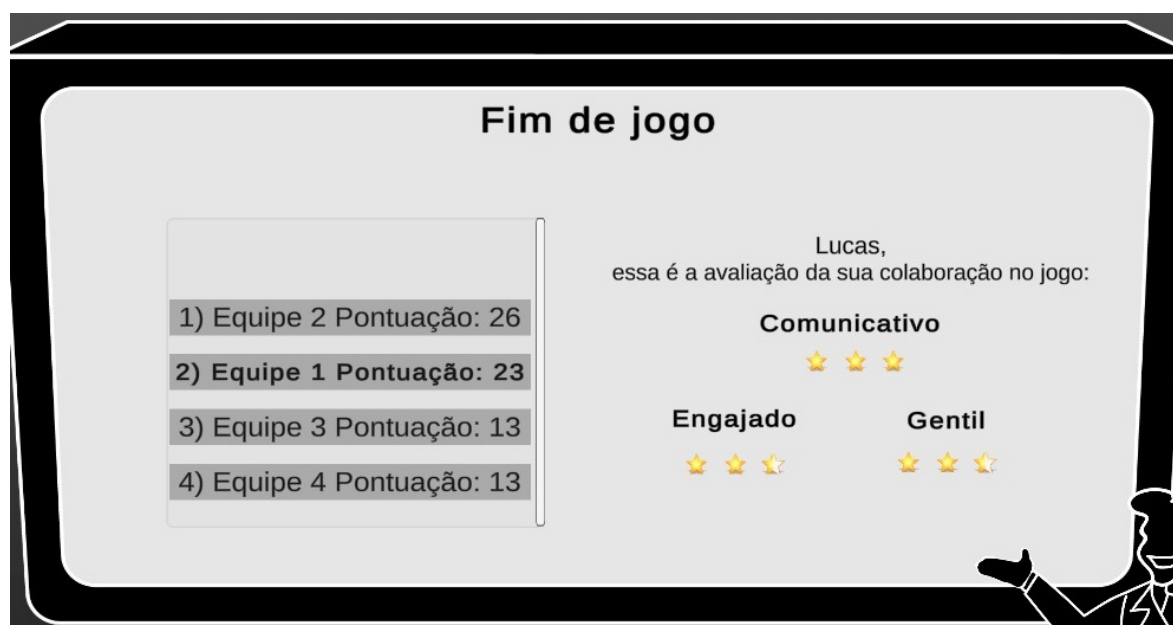 Fim de jogo
1) Equipe 2 Pontuação: 26
2) Equipe 1 Pontuação: 23
3) Equipe 3 Pontuação: 13
4) Equipe 4 Pontuação: 13
Lucas,
essa é a avaliação da sua colaboração no jogo:
Comunicativo
Engajado
Gentil